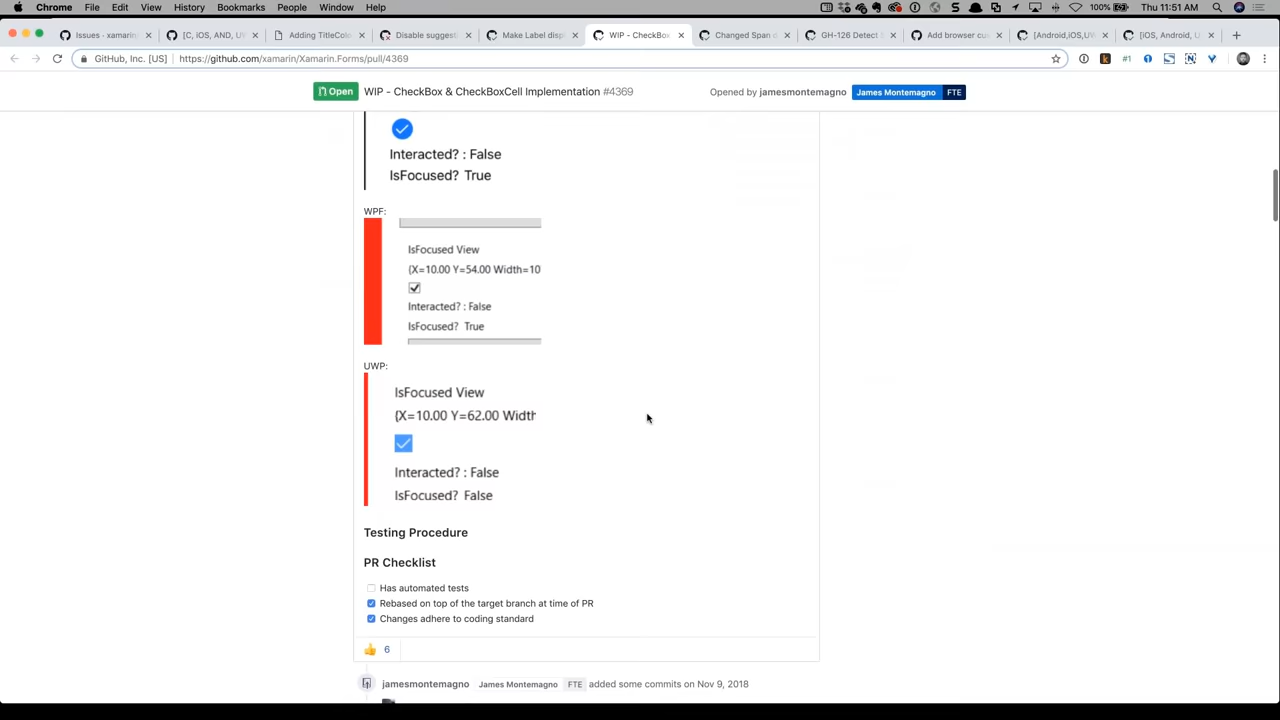 Chrome File Edit View History Bookmarks People Window Help
100% Thu 11:51 AM
Issues · xamarin
[C, iOS, AND, UW
Adding TitleColo
Disable suggest
Make Label disp
WIP - CheckBox
Changed Span d
GH-126 Detect S
Add browser cus
[Android,iOS,UW
[iOS, Android, U
GitHub, Inc. [US] https://github.com/xamarin/Xamarin.Forms/pull/4369
#1
Open WIP - CheckBox & CheckBoxCell Implementation #4369 Opened by jamesmontemagno James Montemagno FTE
Interacted? : False
IsFocused? True
WPF:
IsFocused View
{X=10.00 Y=54.00 Width=10
Interacted? : False
IsFocused? True
UWP:
IsFocused View
{X=10.00 Y=62.00 Width
Interacted? : False
IsFocused? False
Testing Procedure
PR Checklist
Has automated tests
Rebased on top of the target branch at time of PR
Changes adhere to coding standard
6
jamesmontemagno James Montemagno FTE added some commits on Nov 9, 2018